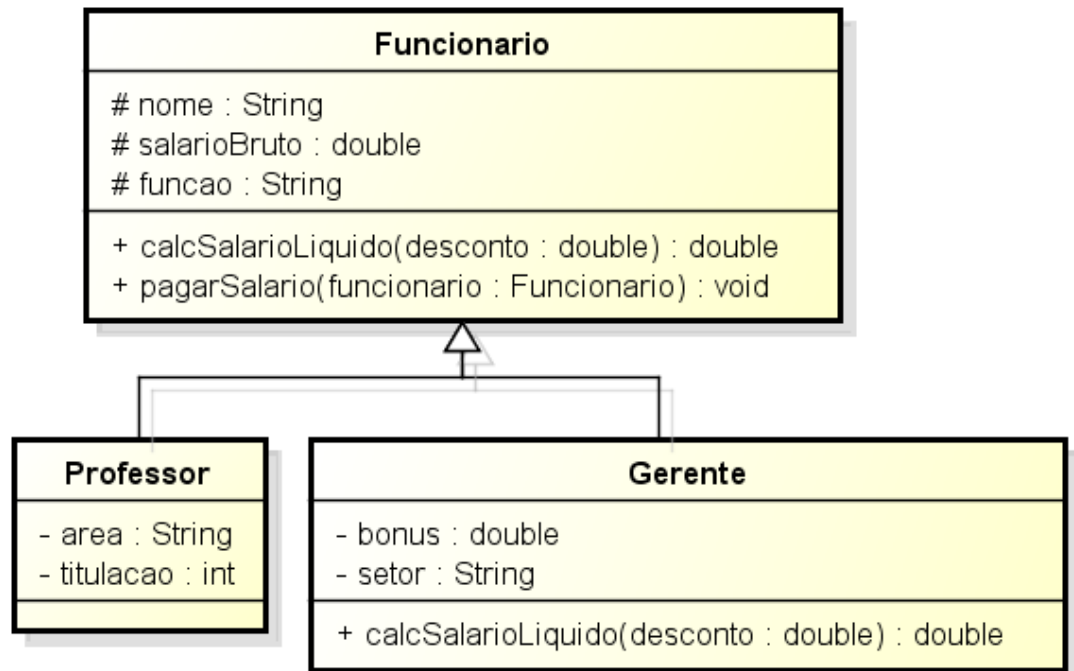 Funcionario
# nome : String
# salarioBruto : double
# funcao : String
+ calcSalarioLiquido(desconto : double) : double
+ pagarSalario(funcionario : Funcionario) : void
Professor
- area : String
- titulacao : int
Gerente
- bonus : double
- setor : String
+ calcSalarioLiquido(desconto : double) : double